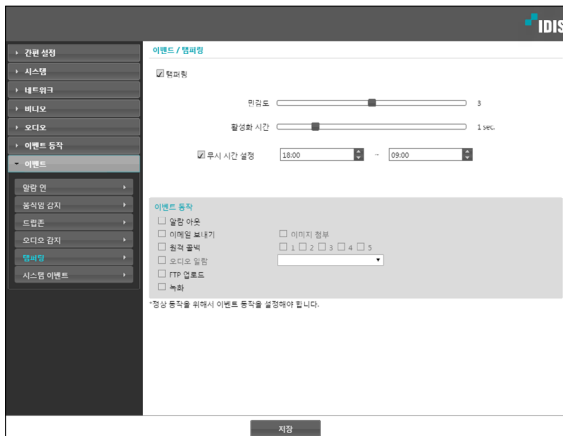 IDIS
간편 설정
시스템
네트워크
비디오
오디오
이벤트 동작
이벤트
알람 인
움직임 감지
트립존
오디오 감지
탬퍼링
시스템 이벤트
이벤트 / 탬퍼링
탬퍼링
민감도 3
활성화 시간 1 sec.
무시 시간 설정 18:00 ~ 09:00
이벤트 동작
알람 아웃
이메일 보내기 이미지 첨부
원격 콜백 1 2 3 4 5
오디오 알람
FTP 업로드
녹화
*정상 동작을 위해서 이벤트 동작을 설정해야 합니다.
저장